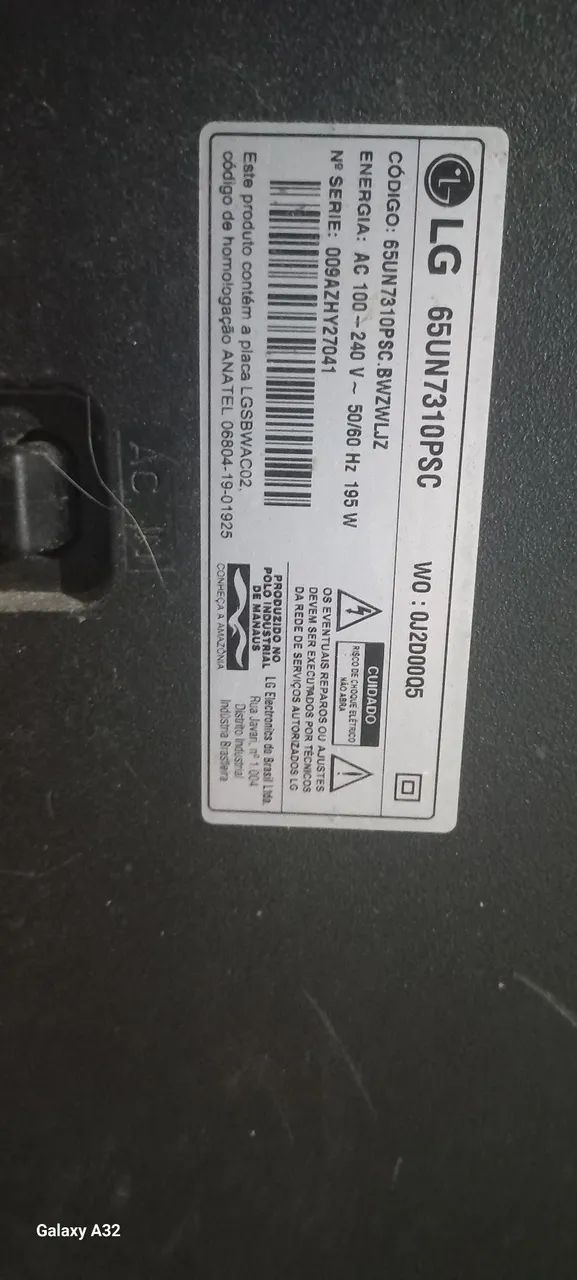 LG 65UN7310PSC WO : 0J2D00Q5
CÓDIGO: 65UN7310PSC.BWZWLJZ
ENERGIA: AC 100 – 240 V ~ 50/60 Hz 195 W
Nº SERIE: 009AZHY27041
Este produto contém a placa LGSBWAC02,
código de homologação ANATEL 06804-19-01925
CUIDADO
RISCO DE CHOQUE ELÉTRICO
NÃO ABRA
OS EVENTUAIS REPAROS OU AJUSTES
DEVEM SER EXECUTADOS POR TÉCNICOS
DA REDE DE SERVIÇOS AUTORIZADOS LG
PRODUZIDO NO
POLO INDUSTRIAL
DE MANAUS
CONHEÇA A AMAZÔNIA
LG Electronics do Brasil Ltda.
Rua Javari, nº 1.004
Distrito Industrial
Indústria Brasileira
AC IN
Galaxy A32